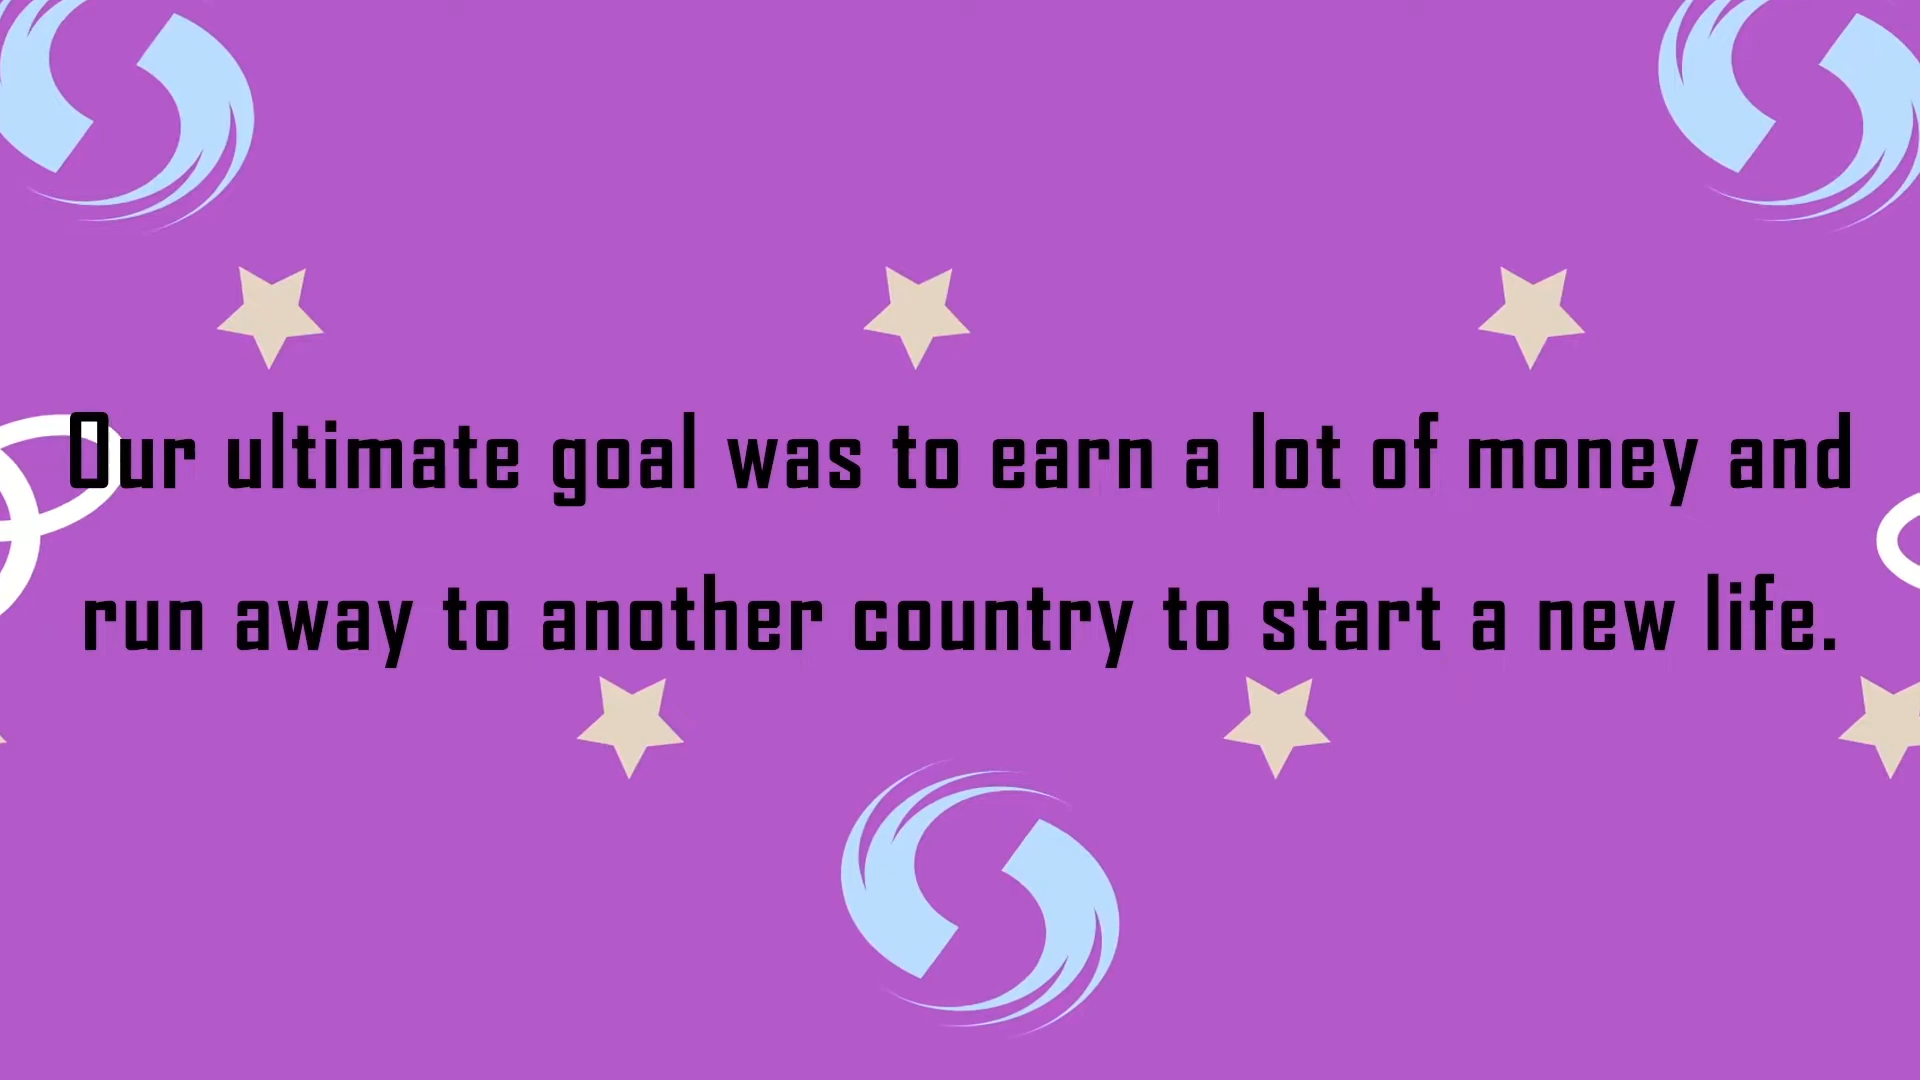 Our ultimate goal was to earn a lot of money and
run away to another country to start a new life.